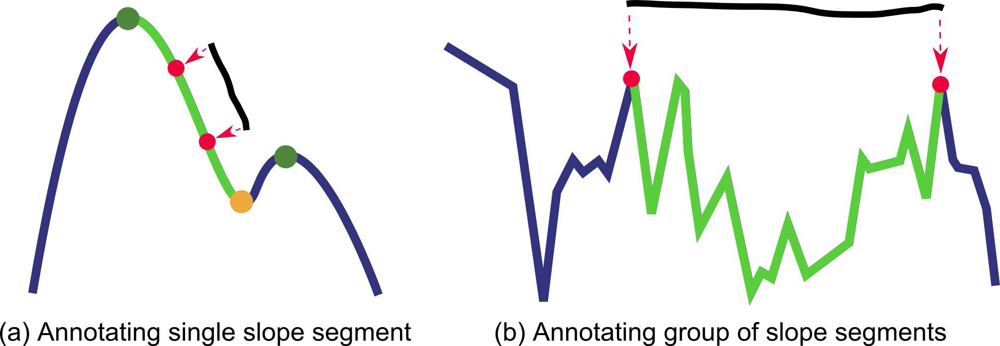 (a) Annotating single slope segment
(b) Annotating group of slope segments